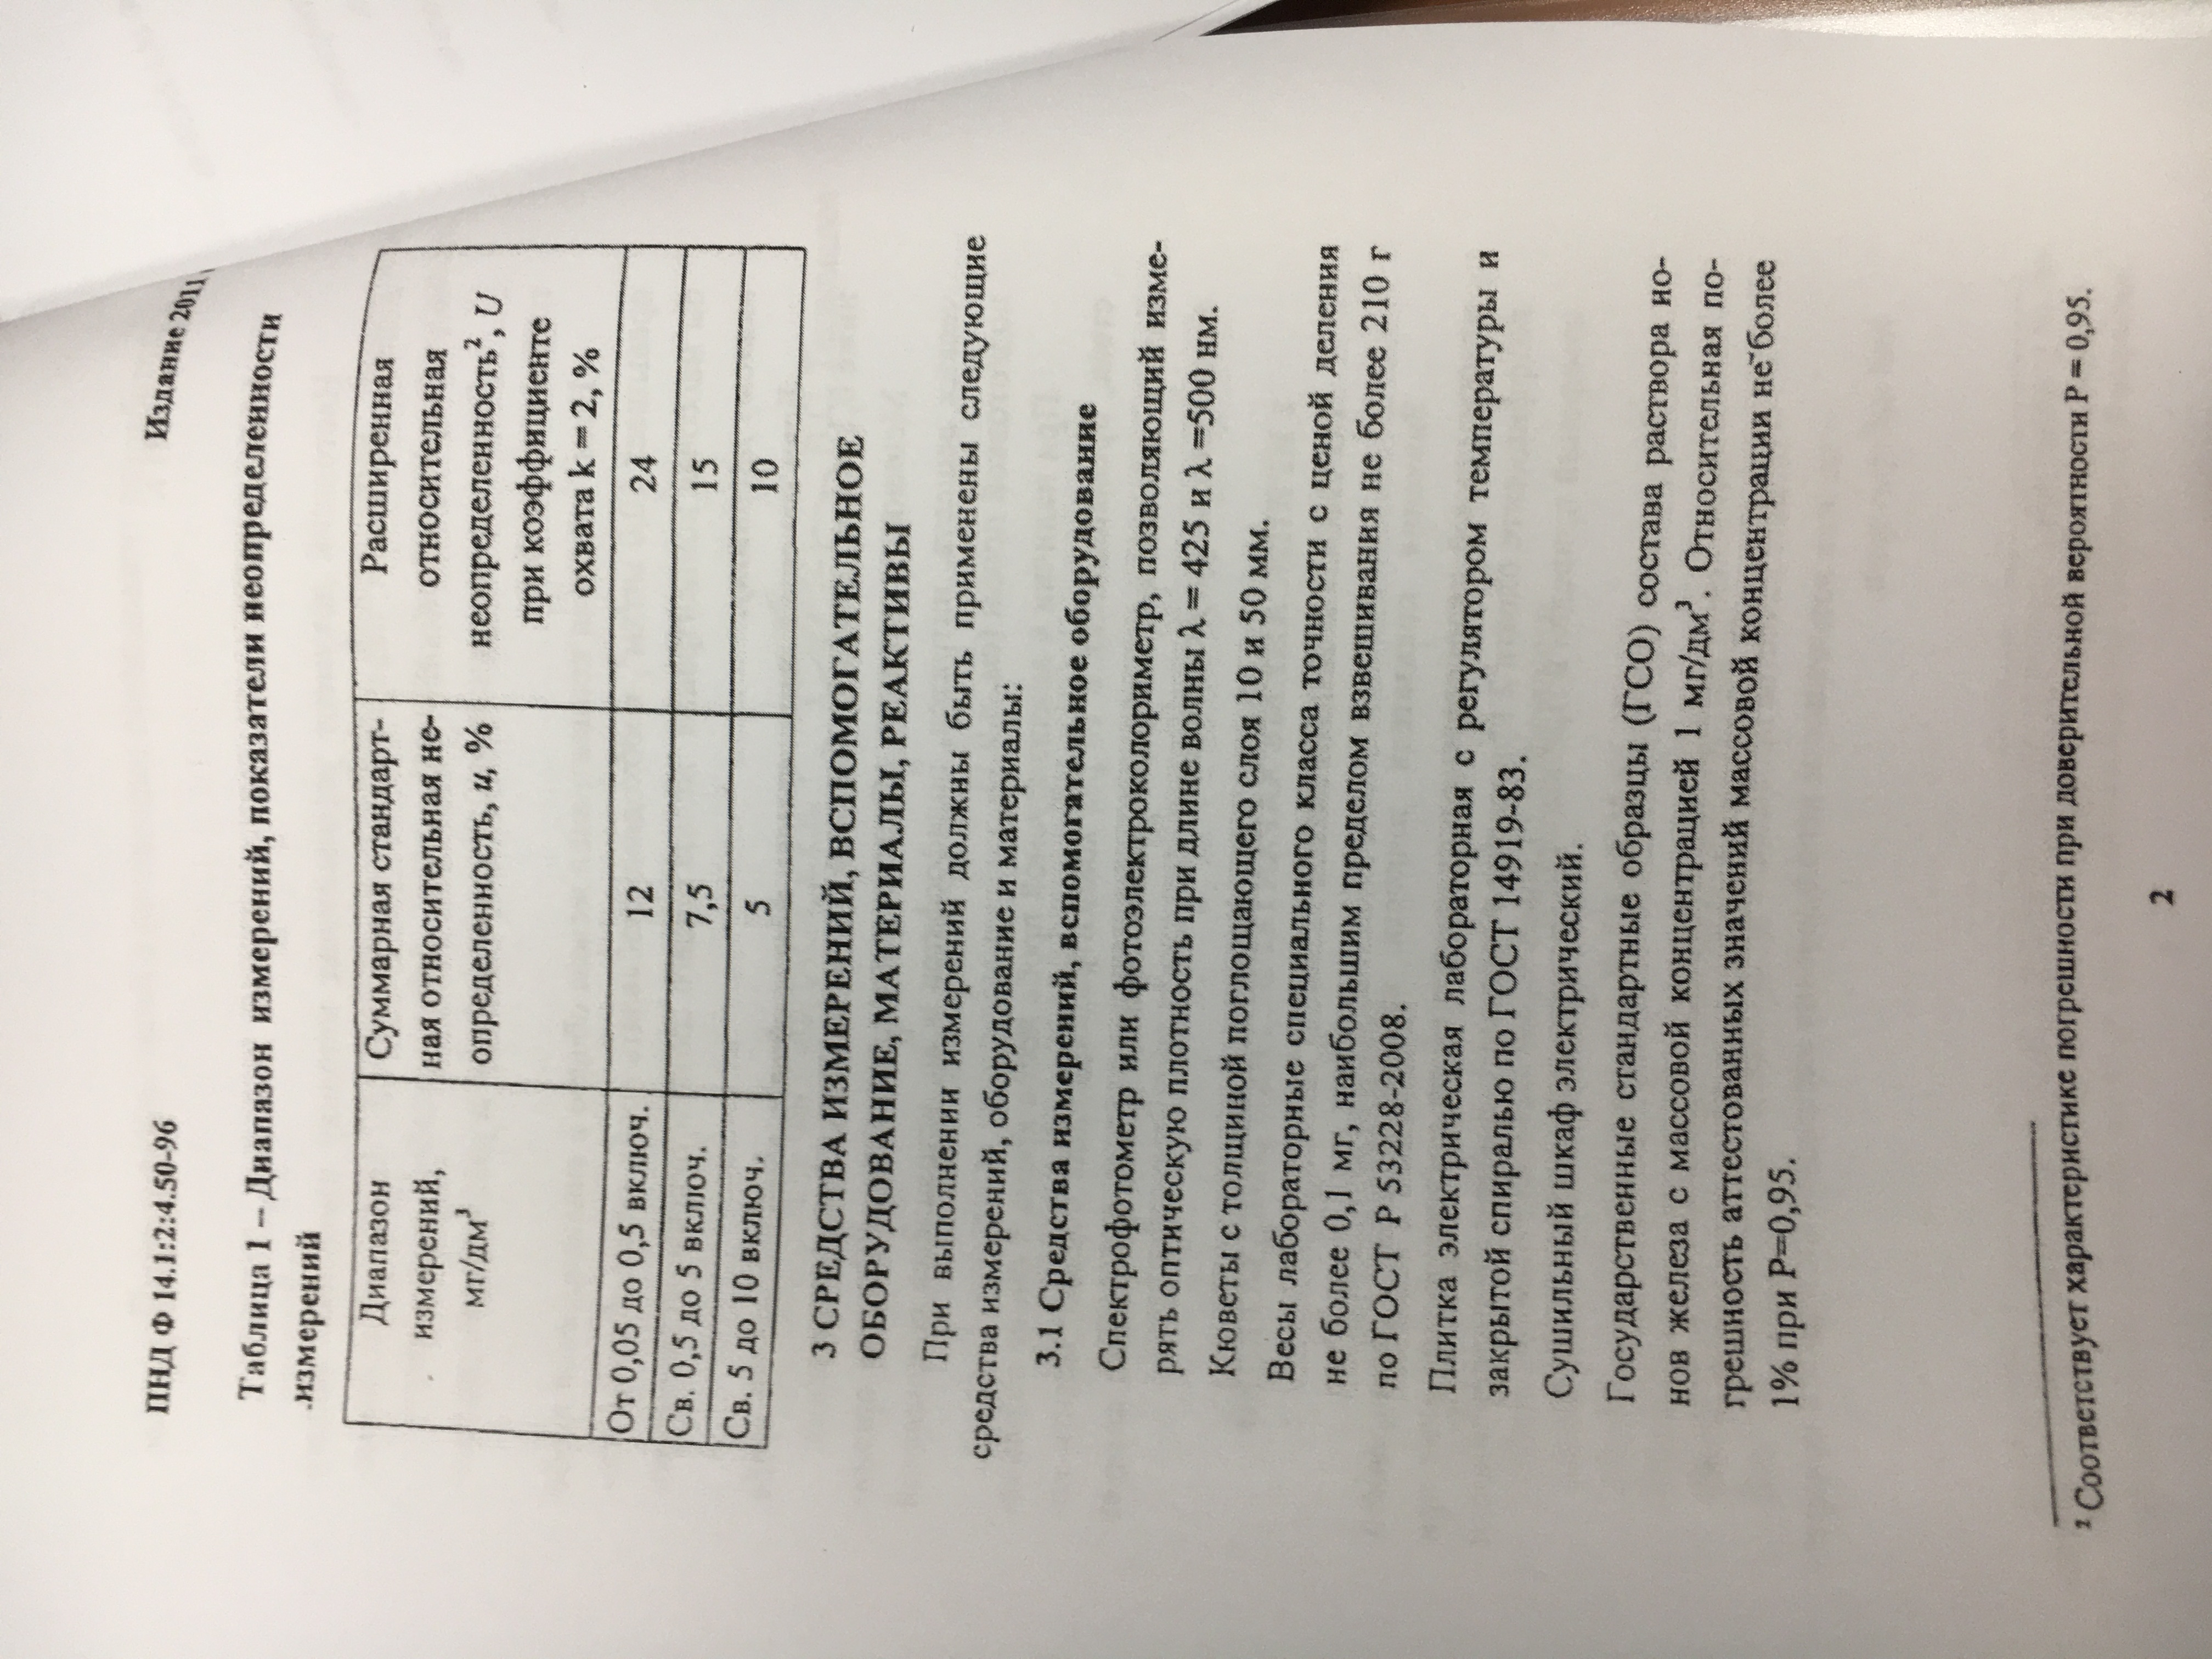 ПНД Ф 14.1:2:4.50-96 Издание 2011
Таблица 1 – Диапазон измерений, показатели неопределенности
измерений
Диапазон
измерений,
мг/дм³
Суммарная стандарт-
ная относительная не-
определенность, u, %
Расширенная
относительная
неопределенность², U
при коэффициенте
охвата k = 2, %
От 0,05 до 0,5 включ. 12 24
Св. 0,5 до 5 включ. 7,5 15
Св. 5 до 10 включ. 5 10
3 СРЕДСТВА ИЗМЕРЕНИЙ, ВСПОМОГАТЕЛЬНОЕ
ОБОРУДОВАНИЕ, МАТЕРИАЛЫ, РЕАКТИВЫ
При выполнении измерений должны быть применены следующие
средства измерений, оборудование и материалы:
3.1 Средства измерений, вспомогательное оборудование
Спектрофотометр или фотоэлектроколориметр, позволяющий изме-
рять оптическую плотность при длине волны λ = 425 и λ =500 нм.
Кюветы с толщиной поглощающего слоя 10 и 50 мм.
Весы лабораторные специального класса точности с ценой деления
не более 0,1 мг, наибольшим пределом взвешивания не более 210 г
по ГОСТ Р 53228-2008.
Плитка электрическая лабораторная с регулятором температуры и
закрытой спиралью по ГОСТ 14919-83.
Сушильный шкаф электрический.
Государственные стандартные образцы (ГСО) состава раствора ио-
нов железа с массовой концентрацией 1 мг/дм³. Относительная по-
грешность аттестованных значений массовой концентрации не более
1% при Р=0,95.
² Соответствует характеристике погрешности при доверительной вероятности Р = 0,95.
2